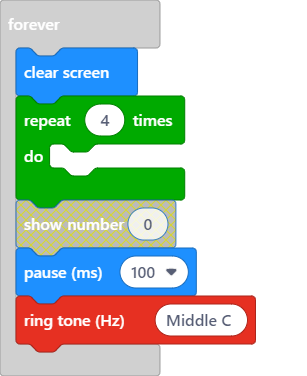 forever
clear screen
repeat 4 times
do
show number 0
pause (ms) 100
ring tone (Hz) Middle C